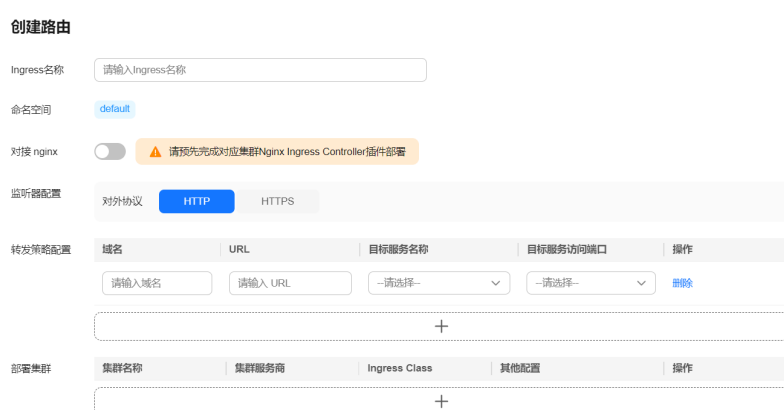 创建路由
Ingress名称 请输入Ingress名称
命名空间 default
对接 nginx 请预先完成对应集群Nginx Ingress Controller插件部署
监听器配置 对外协议 HTTP HTTPS
转发策略配置 域名 URL 目标服务名称 目标服务访问端口 操作
请输入域名 请输入 URL --请选择-- --请选择-- 删除
部署集群 集群名称 集群服务商 Ingress Class 其他配置 操作